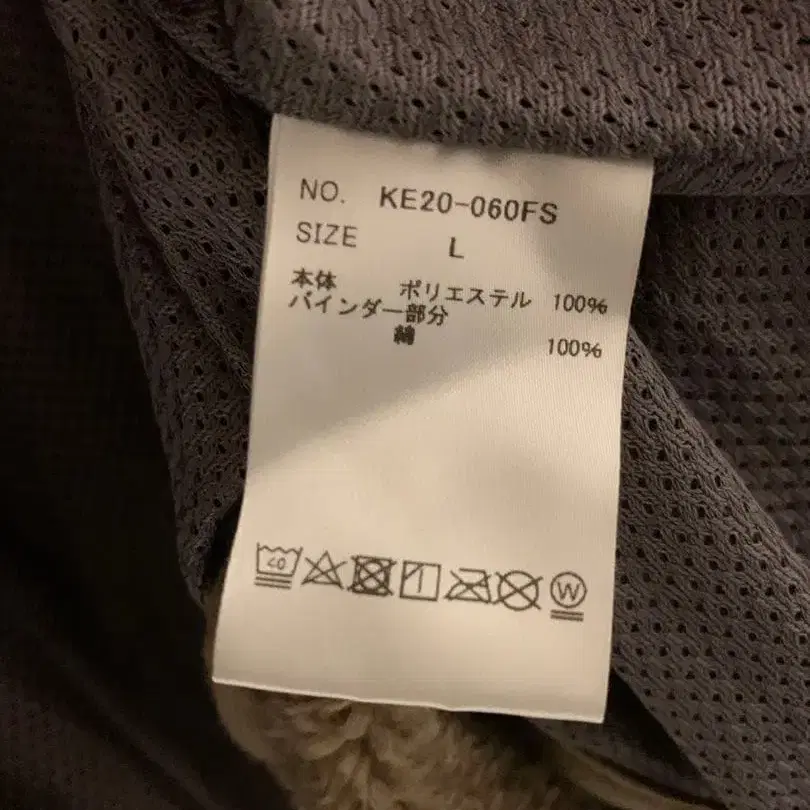 NO. KE20-060FS
SIZE L
本体 ポリエステル 100%
バインダー部分
綿 100%
40
W